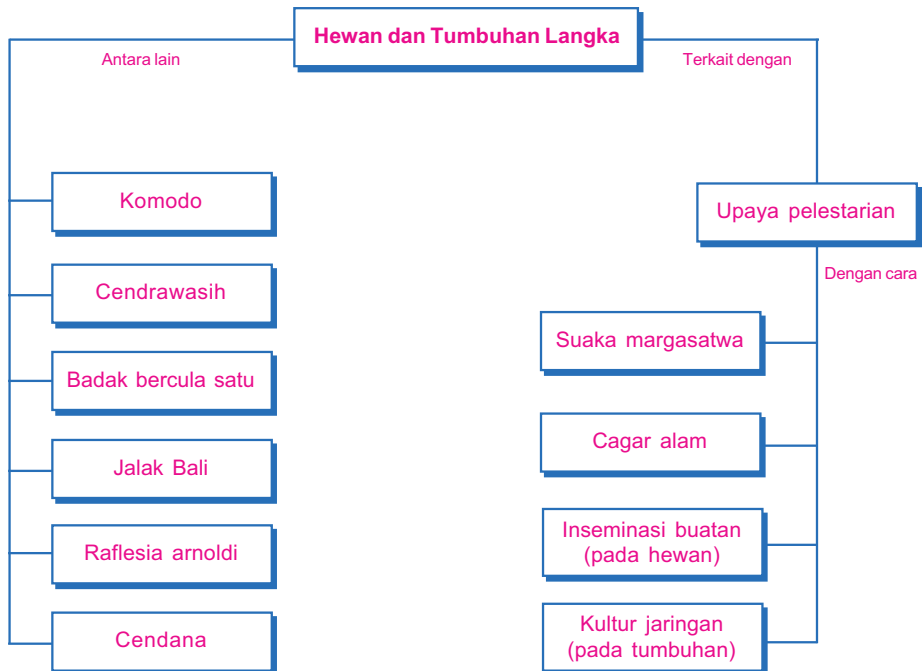 Hewan dan Tumbuhan Langka
Antara lain
Terkait dengan
Komodo
Cendrawasih
Badak bercula satu
Jalak Bali
Raflesia arnoldi
Cendana
Upaya pelestarian
Dengan cara
Suaka margasatwa
Cagar alam
Inseminasi buatan
(pada hewan)
Kultur jaringan
(pada tumbuhan)